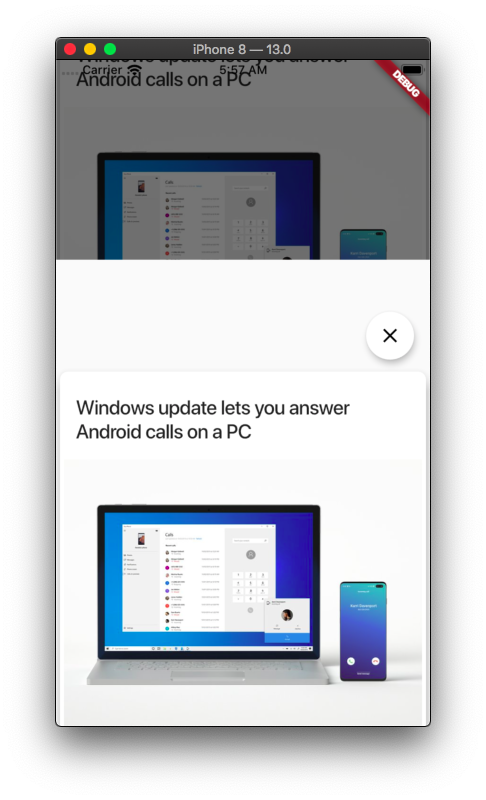 iPhone 8 — 13.0
Windows update lets you answer
Carrier
5:57 AM
DEBUG
Android calls on a PC
Calls
Windows update lets you answer
Android calls on a PC
Calls